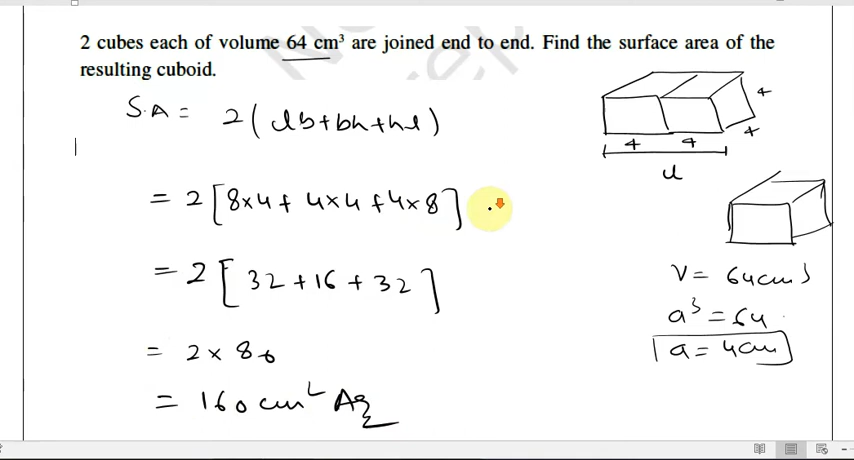 2 cubes each of volume 64 cm³ are joined end to end. Find the surface area of the
resulting cuboid.
S.A = 2 (lb+bh+hl)
= 2 [8×4 + 4×4 + 4×8]
= 2 [32+16+32]
= 2 × 80
= 160 cm²
4
4
4 4
l
V = 64cm³
a³ = 64
a = 4cm